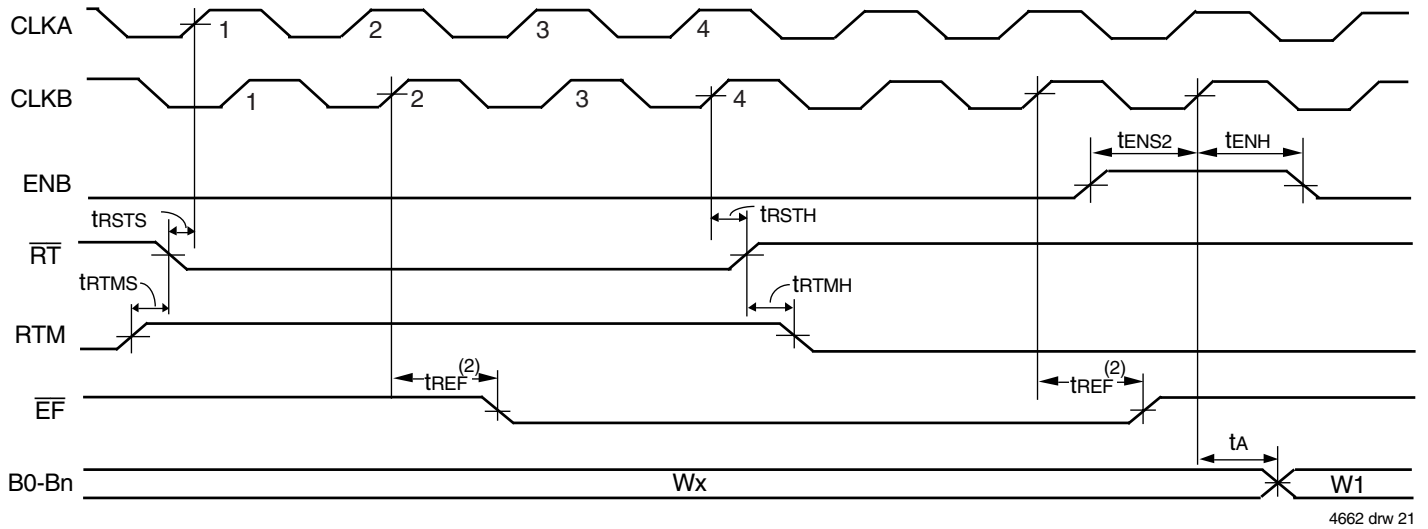 CLKA 1 2 3 4
CLKB 1 2 3 4
tENS2 tENH
ENB
tRSTS tRSTH
RT
tRTMS tRTMH
RTM
tREF(2) tREF(2)
EF
tA
B0-Bn Wx W1
4662 drw 21